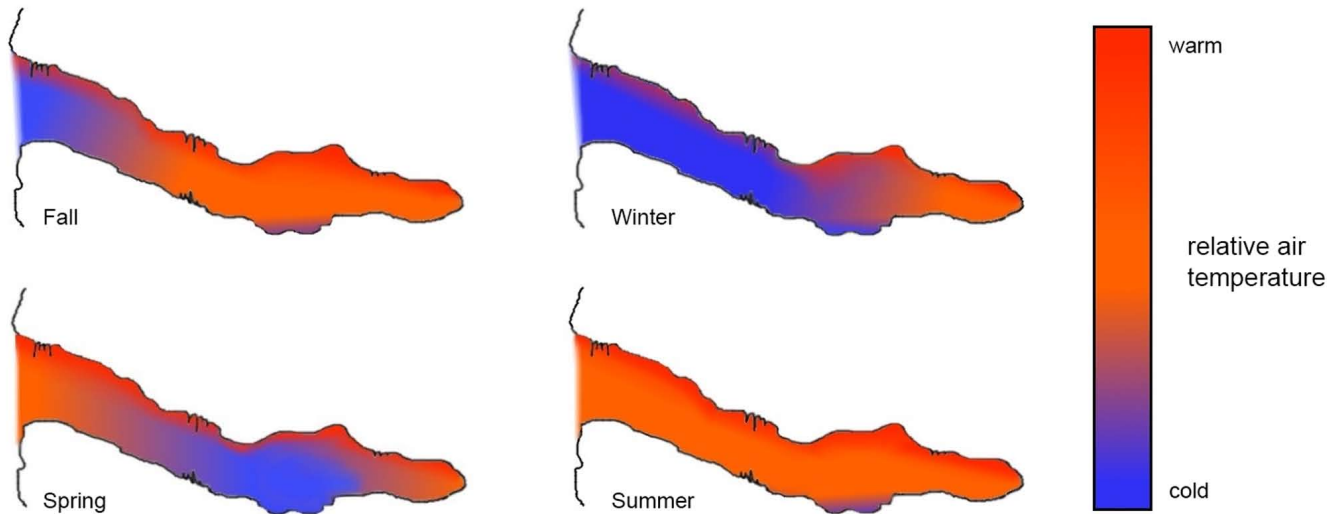 warm
Fall
Winter
relative air
temperature
Spring
Summer
cold